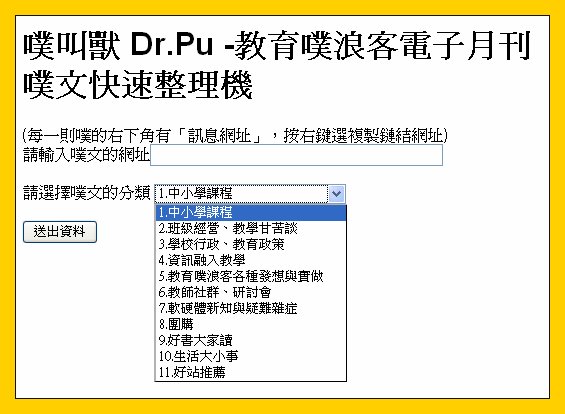 噗叫獸 Dr.Pu -教育噗浪客電子月刊
噗文快速整理機
(每一則噗的右下角有「訊息網址」，按右鍵選複製鏈結網址)
請輸入噗文的網址
請選擇噗文的分類 1.中小學課程
1.中小學課程
送出資料
2.班級經營、教學甘苦談
3.學校行政、教育政策
4.資訊融入教學
5.教育噗浪客各種發想與實做
6.教師社群、研討會
7.軟硬體新知與疑難雜症
8.團購
9.好書大家讀
10.生活大小事
11.好站推薦